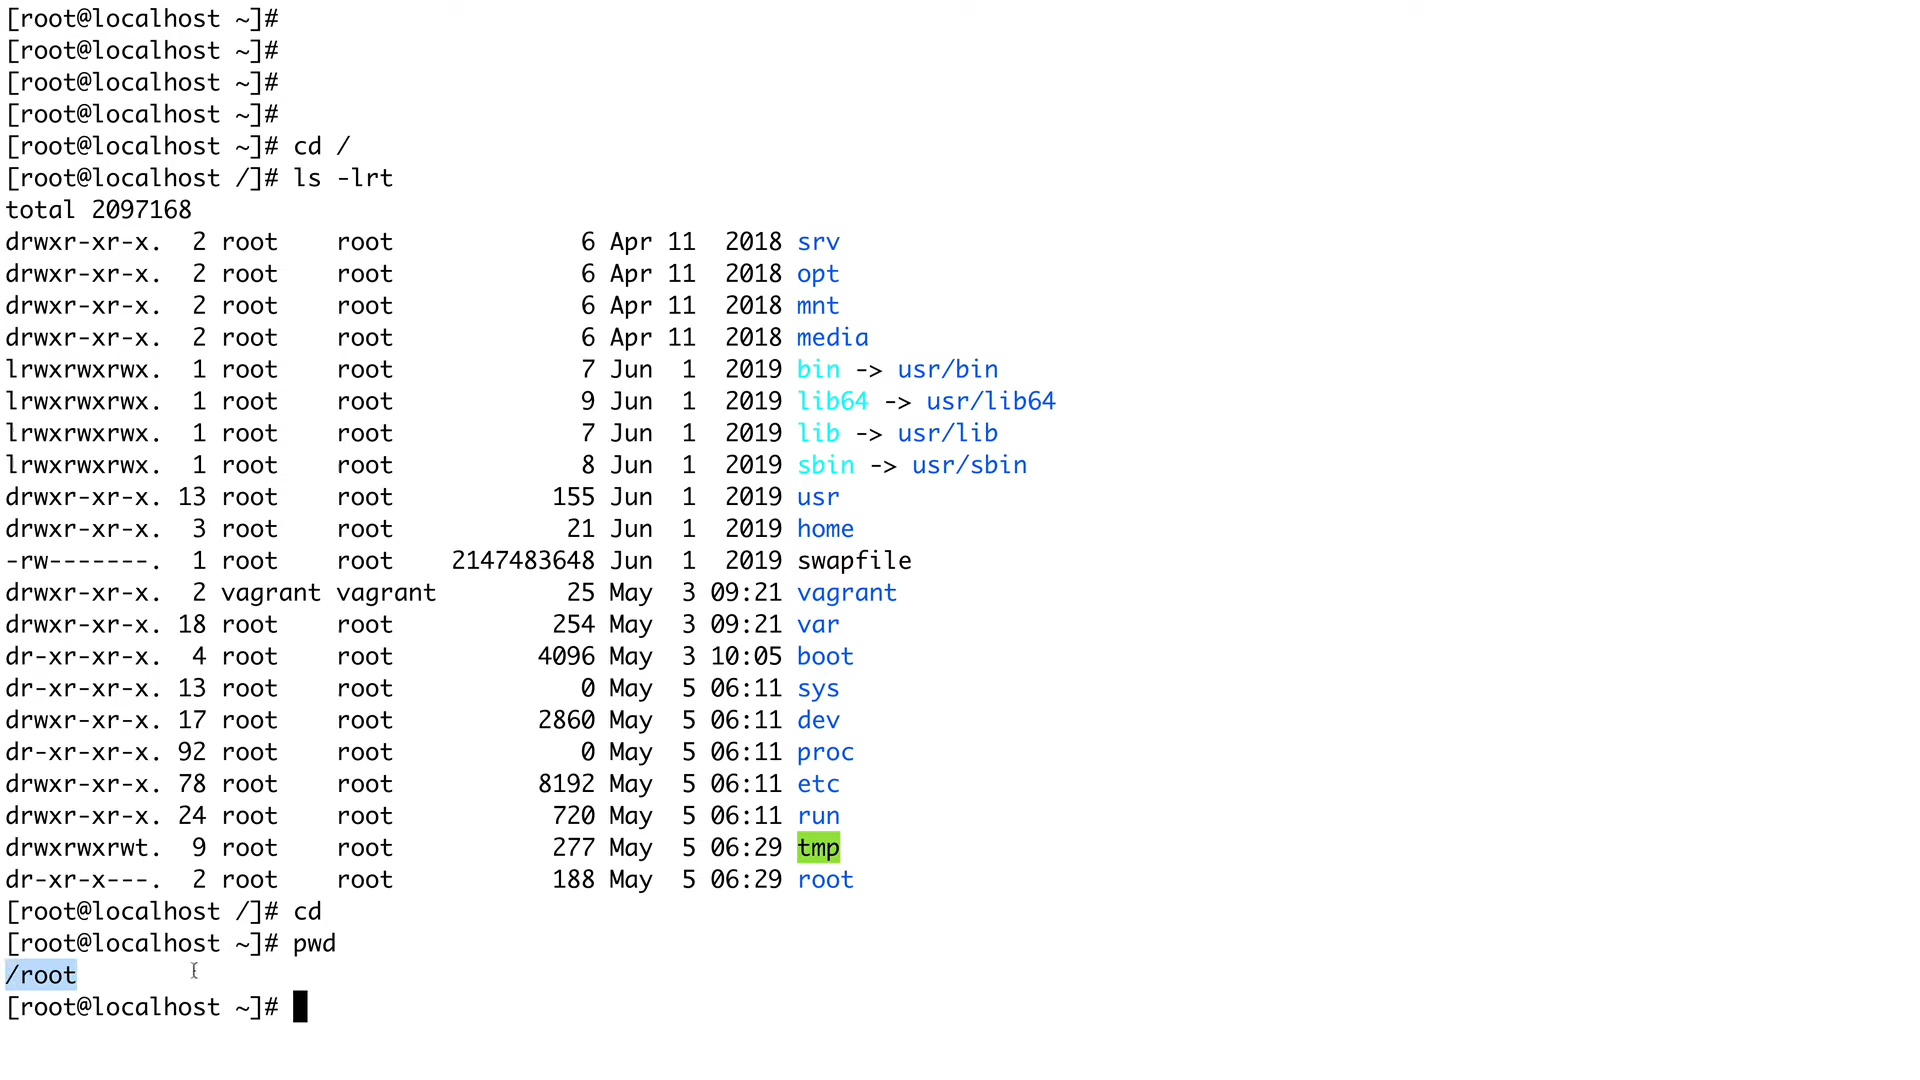 [root@localhost ~]#
[root@localhost ~]#
[root@localhost ~]#
[root@localhost ~]#
[root@localhost ~]# cd /
[root@localhost /]# ls -lrt
total 2097168
drwxr-xr-x.  2 root    root             6 Apr 11  2018 srv
drwxr-xr-x.  2 root    root             6 Apr 11  2018 opt
drwxr-xr-x.  2 root    root             6 Apr 11  2018 mnt
drwxr-xr-x.  2 root    root             6 Apr 11  2018 media
lrwxrwxrwx.  1 root    root             7 Jun  1  2019 bin -> usr/bin
lrwxrwxrwx.  1 root    root             9 Jun  1  2019 lib64 -> usr/lib64
lrwxrwxrwx.  1 root    root             7 Jun  1  2019 lib -> usr/lib
lrwxrwxrwx.  1 root    root             8 Jun  1  2019 sbin -> usr/sbin
drwxr-xr-x. 13 root    root           155 Jun  1  2019 usr
drwxr-xr-x.  3 root    root            21 Jun  1  2019 home
-rw-------.  1 root    root    2147483648 Jun  1  2019 swapfile
drwxr-xr-x.  2 vagrant vagrant         25 May  3 09:21 vagrant
drwxr-xr-x. 18 root    root           254 May  3 09:21 var
dr-xr-xr-x.  4 root    root          4096 May  3 10:05 boot
dr-xr-xr-x. 13 root    root             0 May  5 06:11 sys
drwxr-xr-x. 17 root    root          2860 May  5 06:11 dev
dr-xr-xr-x. 92 root    root             0 May  5 06:11 proc
drwxr-xr-x. 78 root    root          8192 May  5 06:11 etc
drwxr-xr-x. 24 root    root           720 May  5 06:11 run
drwxrwxrwt.  9 root    root           277 May  5 06:29 tmp
dr-xr-x---.  2 root    root           188 May  5 06:29 root
[root@localhost /]# cd
[root@localhost ~]# pwd
/root
[root@localhost ~]#